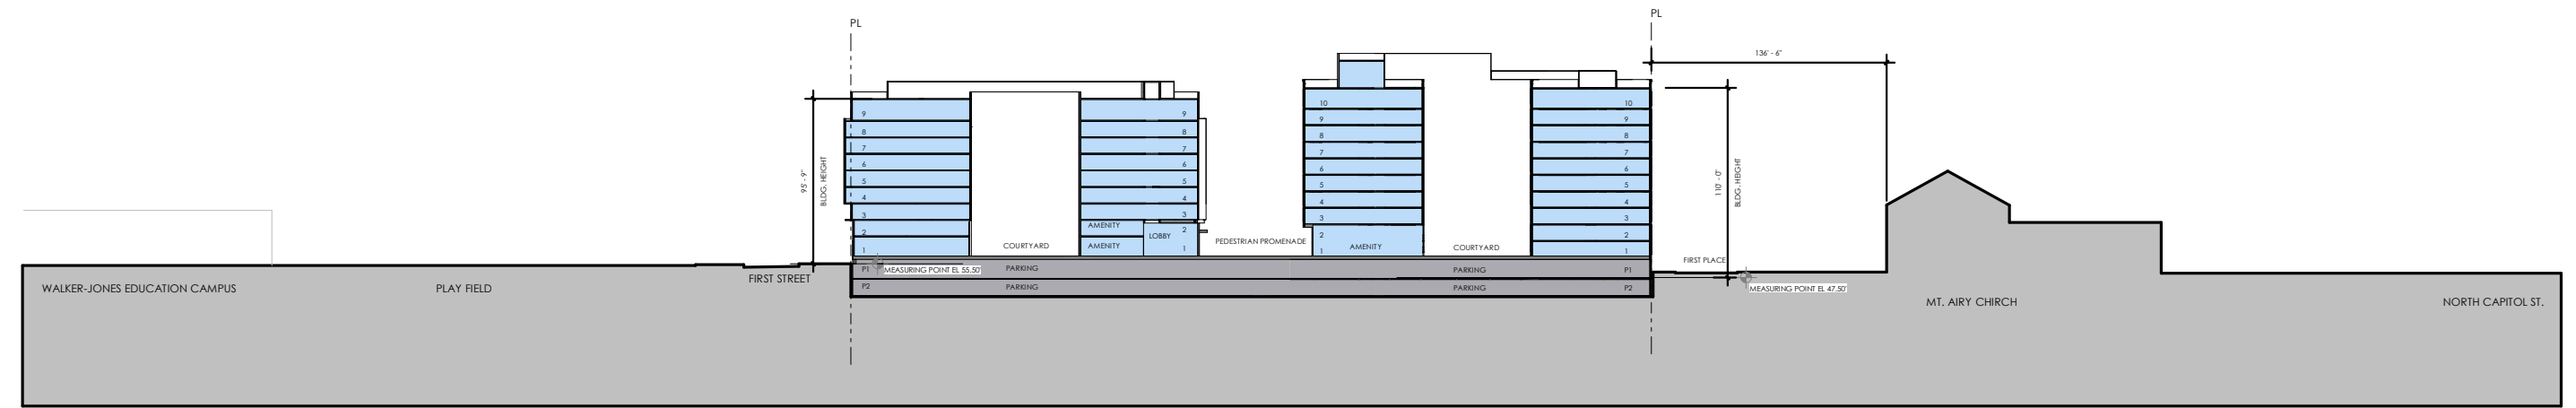 PL
PL
136' - 6"
9
8
7
6
5
4
3
2
1
9
8
7
6
5
4
3
2
1
10
9
8
7
6
5
4
3
2
1
10
9
8
7
6
5
4
3
2
1
95' - 9"
BLDG. HEIGHT
110' - 0"
BLDG. HEIGHT
AMENITY
AMENITY
LOBBY
COURTYARD
PEDESTRIAN PROMENADE
AMENITY
COURTYARD
FIRST PLACE
P1
MEASURING POINT EL 55.50'
PARKING
PARKING
P1
P2
PARKING
PARKING
P2
MEASURING POINT EL 47.50'
WALKER-JONES EDUCATION CAMPUS
PLAY FIELD
FIRST STREET
MT. AIRY CHIRCH
NORTH CAPITOL ST.